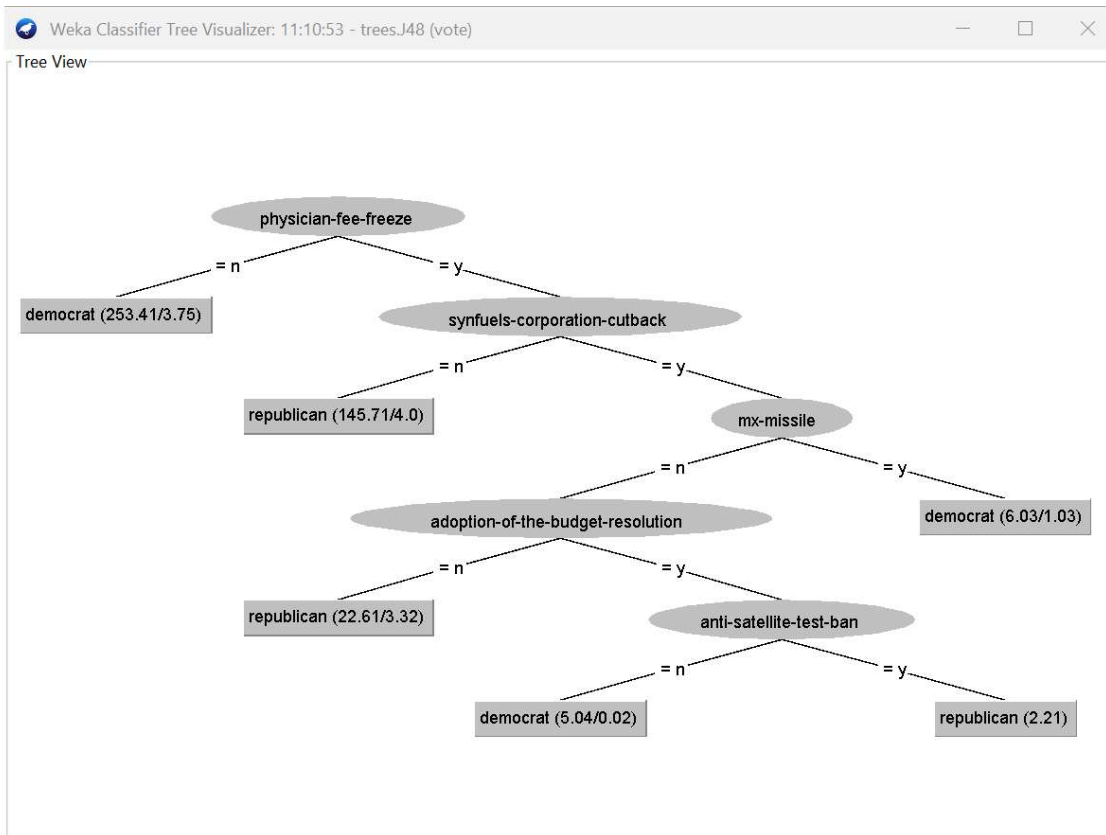 Weka Classifier Tree Visualizer: 11:10:53 - trees.J48 (vote)
Tree View
physician-fee-freeze
= n
= y
democrat (253.41/3.75)
synfuels-corporation-cutback
= n
= y
republican (145.71/4.0)
mx-missile
= n
= y
adoption-of-the-budget-resolution
democrat (6.03/1.03)
= n
= y
republican (22.61/3.32)
anti-satellite-test-ban
= n
= y
democrat (5.04/0.02)
republican (2.21)